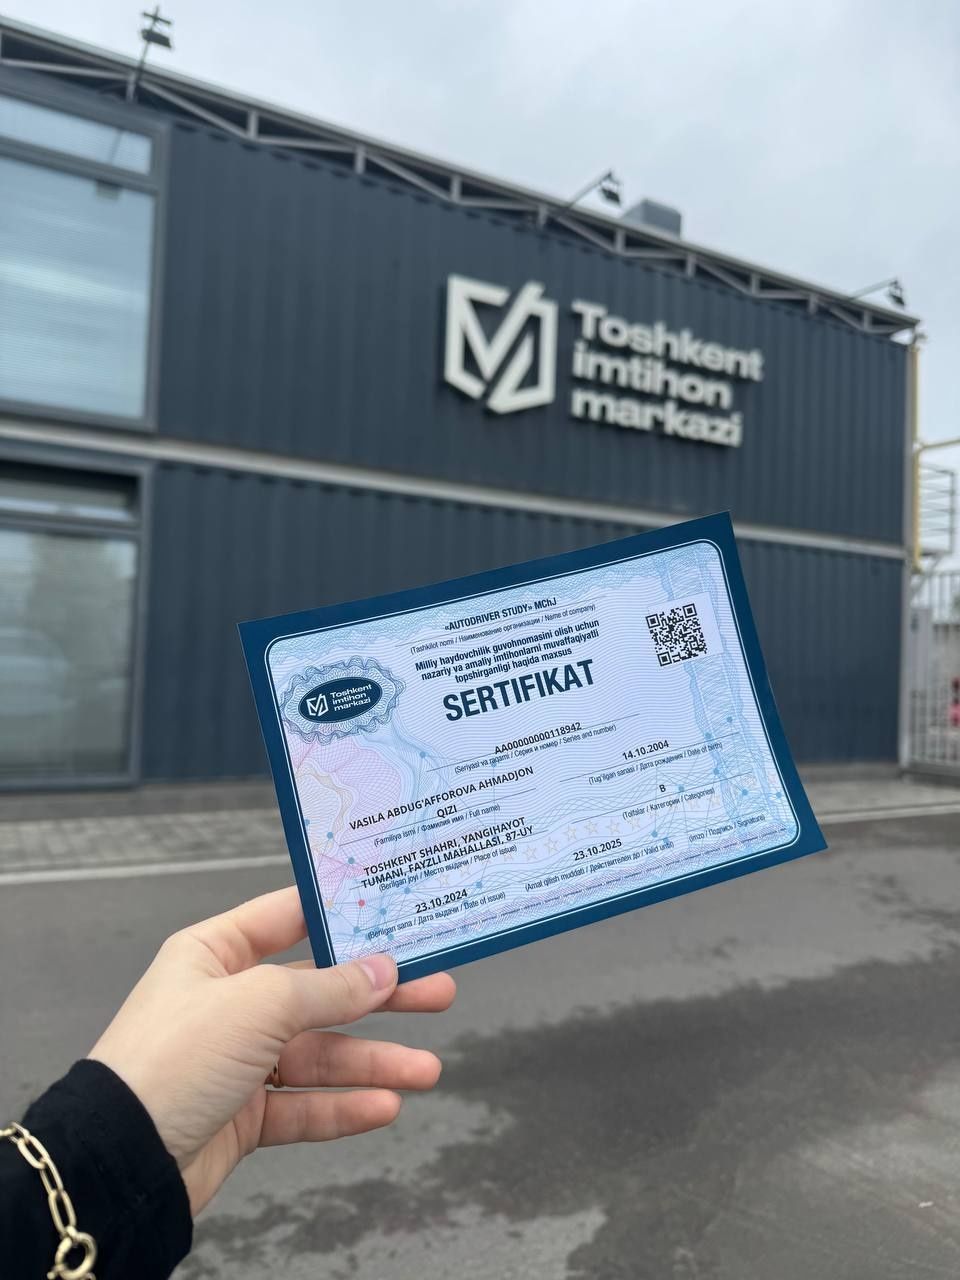 Toshkent
imtihon
markazi
«AUTODRIVER STUDY» MChJ
(Tashkilot nomi / Наименование организации / Name of company)
Milliy haydovchilik guvohnomasini olish uchun
nazariy va amaliy imtihonlarni muvaffaqiyatli
topshirganligi haqida maxsus
SERTIFIKAT
Toshkent
imtihon
markazi
AA00000000118942
(Seriyasi va raqami / Серия и номер / Series and number)
VASILA ABDUG'AFFOROVA AHMADJON
QIZI
(Familiya ismi / Фамилия имя / Full name)
14.10.2004
(Tug'ilgan sanasi / Дата рождения / Date of birth)
TOSHKENT SHAHRI, YANGIHAYOT
TUMANI, FAYZLI MAHALLASI, 87-UY
(Berilgan joyi / Место выдачи / Place of issue)
B
(Toifalar / Категории / Categories)
23.10.2024
(Berilgan sana / Дата выдачи / Date of issue)
23.10.2025
(Amal qilish muddati / Действителен до / Valid until)
(imzo / Подпись / Signature)